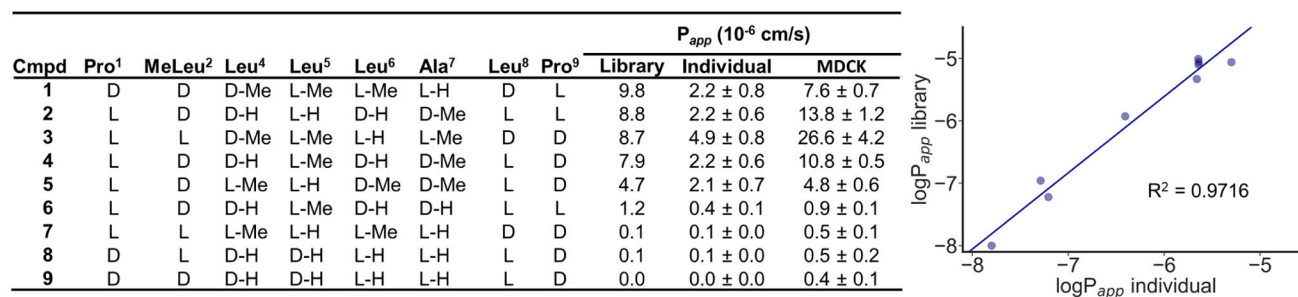 P_app (10⁻⁶ cm/s)
Cmpd Pro¹ MeLeu² Leu⁴ Leu⁵ Leu⁶ Ala⁷ Leu⁸ Pro⁹ Library Individual MDCK
1 D D D-Me L-Me L-Me L-H D L 9.8 2.2 ± 0.8 7.6 ± 0.7
2 L D D-H L-H D-H D-Me L L 8.8 2.2 ± 0.6 13.8 ± 1.2
3 L L D-Me L-Me L-H L-Me D D 8.7 4.9 ± 0.8 26.6 ± 4.2
4 L D D-H L-Me D-H D-Me L D 7.9 2.2 ± 0.6 10.8 ± 0.5
5 L D L-Me L-H D-Me D-Me L D 4.7 2.1 ± 0.7 4.8 ± 0.6
6 L D D-H L-Me D-H D-H L L 1.2 0.4 ± 0.1 0.9 ± 0.1
7 L L L-Me L-H L-Me L-H D D 0.1 0.1 ± 0.0 0.5 ± 0.1
8 D L D-H D-H L-H L-H L D 0.1 0.1 ± 0.0 0.5 ± 0.2
9 D D D-H D-H L-H L-H L D 0.0 0.0 ± 0.0 0.4 ± 0.1
logP_app library
−5
−6
−7
−8
R² = 0.9716
−8 −7 −6 −5
logP_app individual